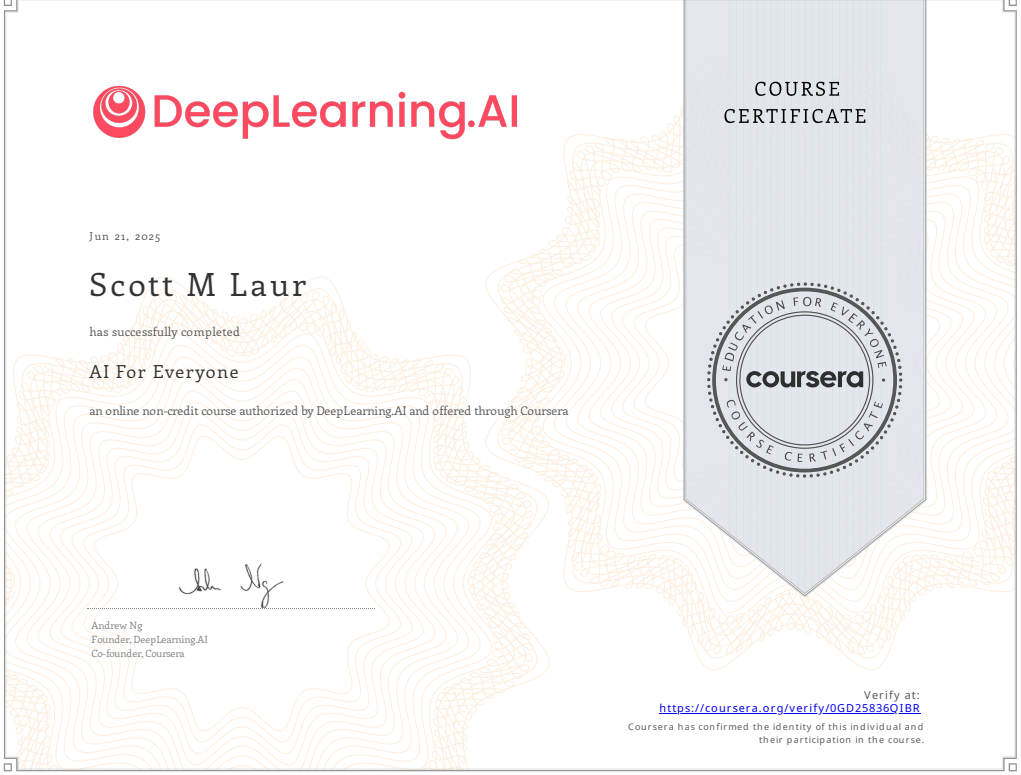 DeepLearning.AI
COURSE
CERTIFICATE
Jun 21, 2025
Scott M Laur
has successfully completed
AI For Everyone
an online non-credit course authorized by DeepLearning.AI and offered through Coursera
EDUCATION FOR EVERYONE
coursera
COURSE CERTIFICATE
Andrew Ng
Founder, DeepLearning.AI
Co-founder, Coursera
Verify at:
https://coursera.org/verify/0GD25836QIBR
Coursera has confirmed the identity of this individual and
their participation in the course.